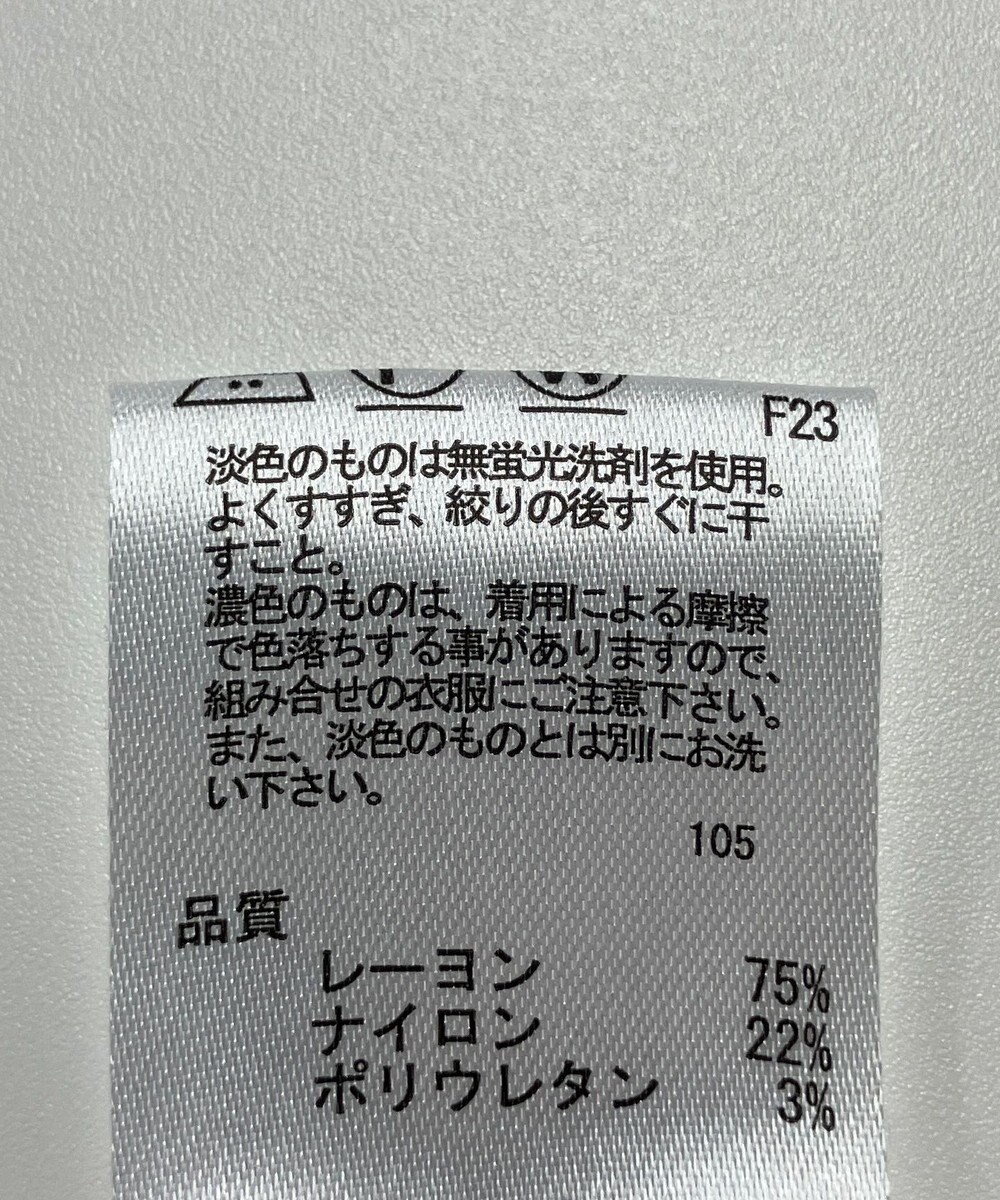 F23
淡色のものは無蛍光洗剤を使用。
よくすすぎ、絞りの後すぐに干
すこと。
濃色のものは、着用による摩擦
で色落ちする事がありますので、
組み合せの衣服にご注意下さい。
また、淡色のものとは別にお洗
い下さい。
105
品質
レーヨン 75%
ナイロン 22%
ポリウレタン 3%